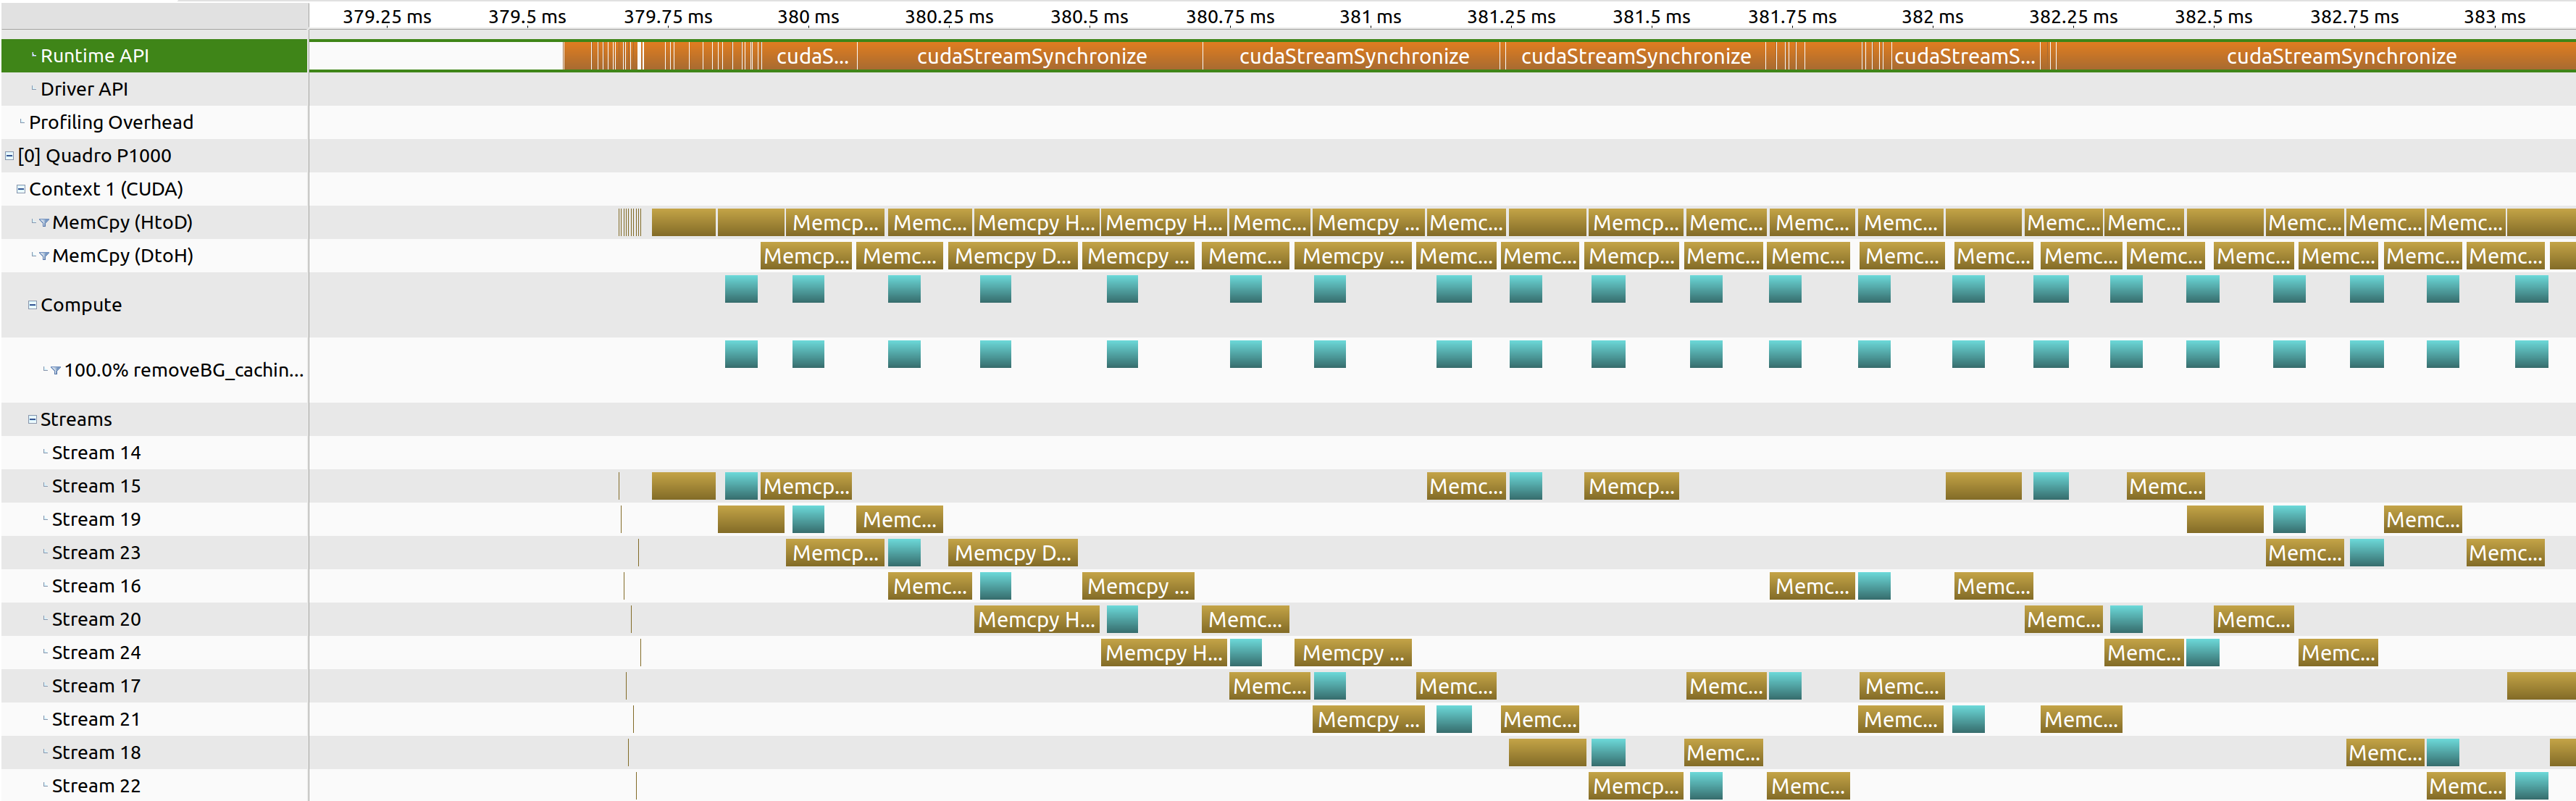 379.25 ms 379.5 ms 379.75 ms 380 ms 380.25 ms 380.5 ms 380.75 ms 381 ms 381.25 ms 381.5 ms 381.75 ms 382 ms 382.25 ms 382.5 ms 382.75 ms 383 ms
Runtime API cudaS... cudaStreamSynchronize cudaStreamSynchronize cudaStreamSynchronize cudaStreamS... cudaStreamSynchronize
Driver API
Profiling Overhead
[0] Quadro P1000
Context 1 (CUDA)
MemCpy (HtoD) Memcp... Memc... Memcpy H... Memcpy H... Memc... Memcpy ... Memc... Memcp... Memc... Memc... Memc... Memc... Memc... Memc... Memc... Memc...
MemCpy (DtoH) Memcp... Memc... Memcpy D... Memcpy ... Memc... Memcpy ... Memc... Memc... Memcp... Memc... Memc... Memc... Memc... Memc... Memc... Memc... Memc... Memc... Memc...
Compute
100.0% removeBG_cachin...
Streams
Stream 14
Stream 15 Memcp... Memc... Memcp... Memc...
Stream 19 Memc... Memc...
Stream 23 Memcp... Memcpy D... Memc... Memc...
Stream 16 Memc... Memcpy ... Memc... Memc...
Stream 20 Memcpy H... Memc... Memc... Memc...
Stream 24 Memcpy H... Memcpy ... Memc... Memc...
Stream 17 Memc... Memc... Memc... Memc...
Stream 21 Memcpy ... Memc... Memc... Memc...
Stream 18 Memc... Memc...
Stream 22 Memcp... Memc... Memc...